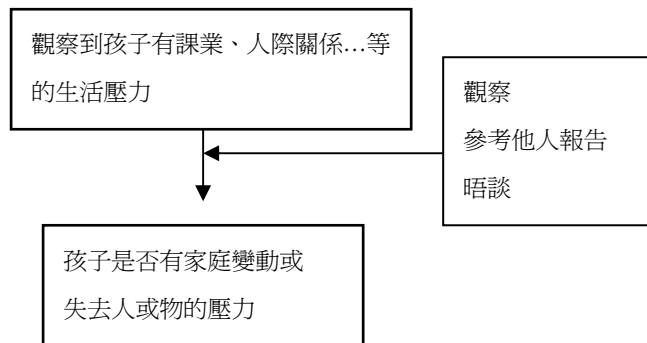 觀察到孩子有課業、人際關係…等
的生活壓力
觀察
參考他人報告
晤談
孩子是否有家庭變動或
失去人或物的壓力